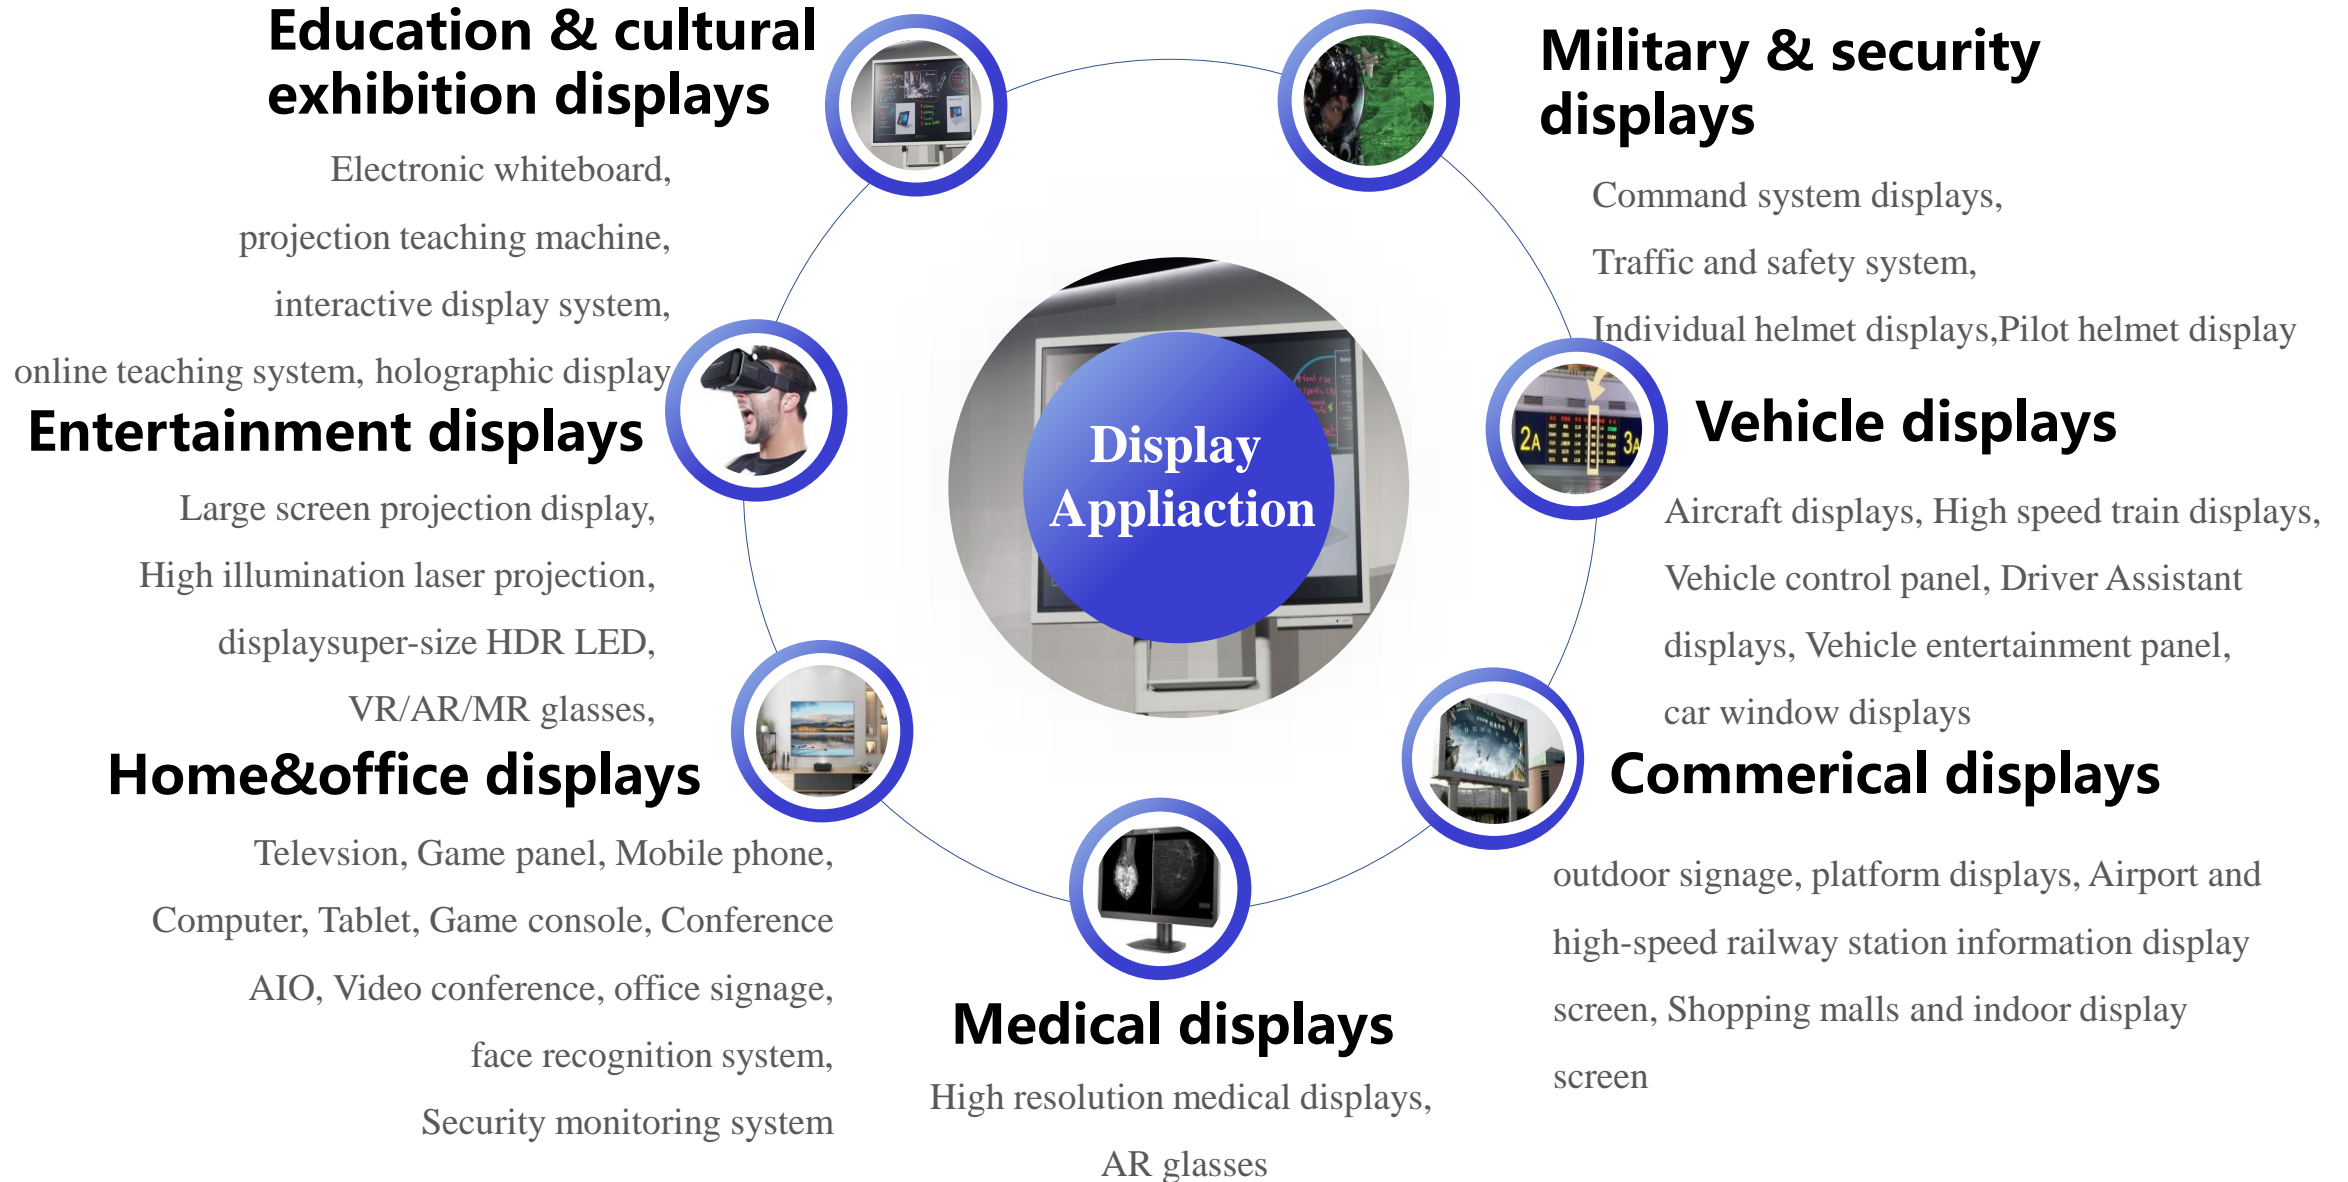 Education & cultural
exhibition displays
Electronic whiteboard,
projection teaching machine,
interactive display system,
online teaching system, holographic display
Entertainment displays
Large screen projection display,
High illumination laser projection,
displaysuper-size HDR LED,
VR/AR/MR glasses,
Home&office displays
Televsion, Game panel, Mobile phone,
Computer, Tablet, Game console, Conference
AIO, Video conference, office signage,
face recognition system,
Security monitoring system
Display
Appliaction
Medical displays
High resolution medical displays,
AR glasses
Military & security
displays
Command system displays,
Traffic and safety system,
Individual helmet displays,Pilot helmet display
2A
3A
Vehicle displays
Aircraft displays, High speed train displays,
Vehicle control panel, Driver Assistant
displays, Vehicle entertainment panel,
car window displays
Commerical displays
outdoor signage, platform displays, Airport and
high-speed railway station information display
screen, Shopping malls and indoor display
screen